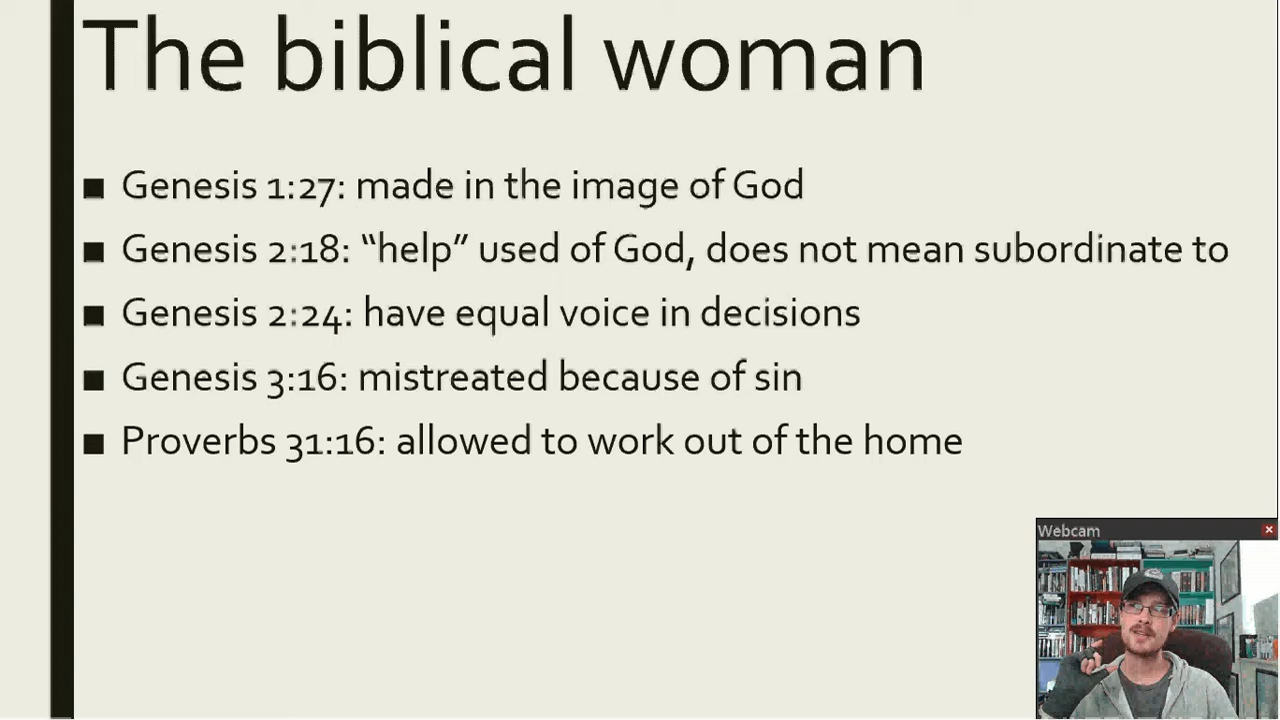 The biblical woman
■ Genesis 1:27: made in the image of God
■ Genesis 2:18: “help” used of God, does not mean subordinate to
■ Genesis 2:24: have equal voice in decisions
■ Genesis 3:16: mistreated because of sin
■ Proverbs 31:16: allowed to work out of the home
Webcam